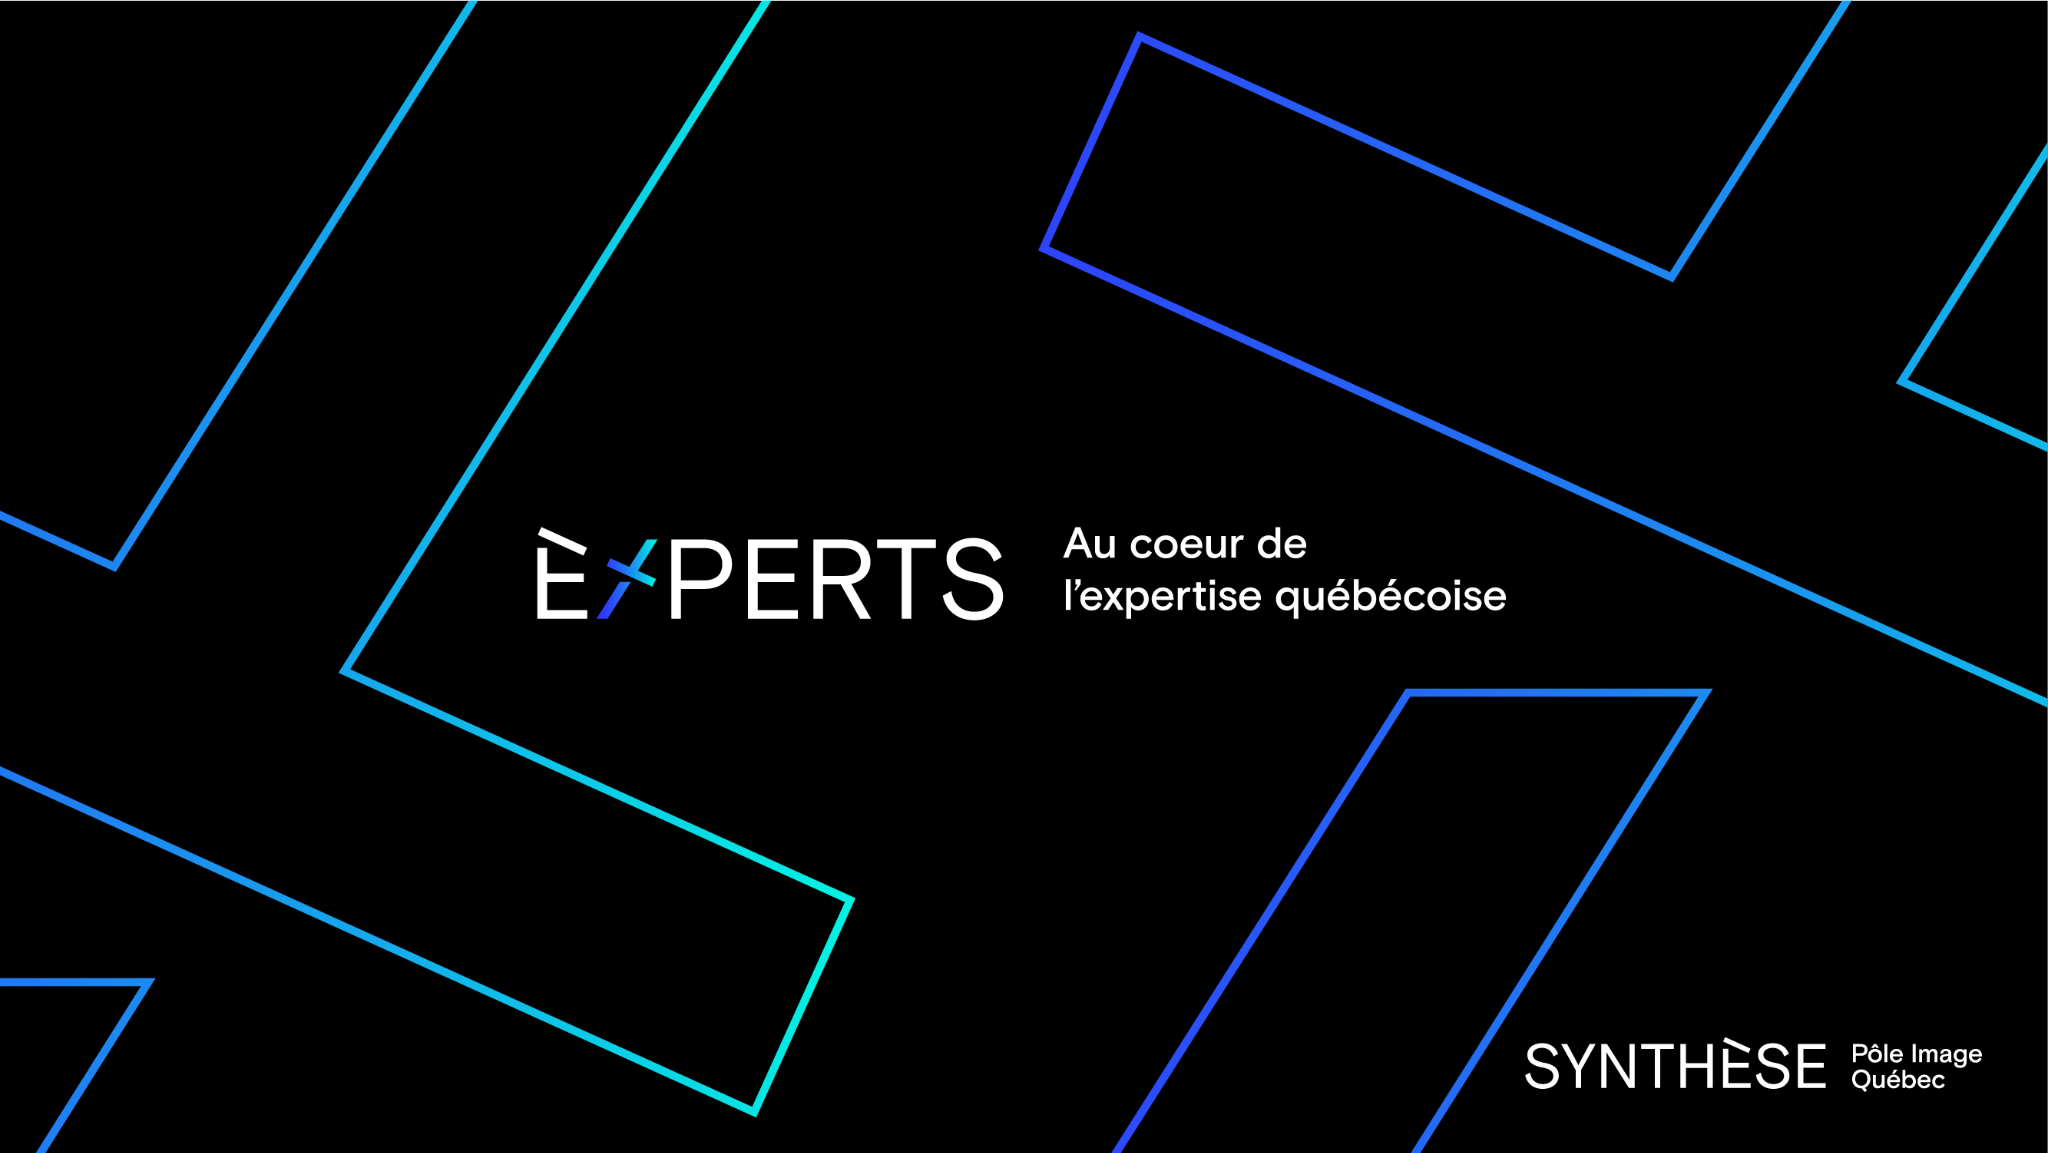 ÈXPERTS
Au coeur de
l’expertise québécoise
SYNTHÈSE
Pôle Image
Québec